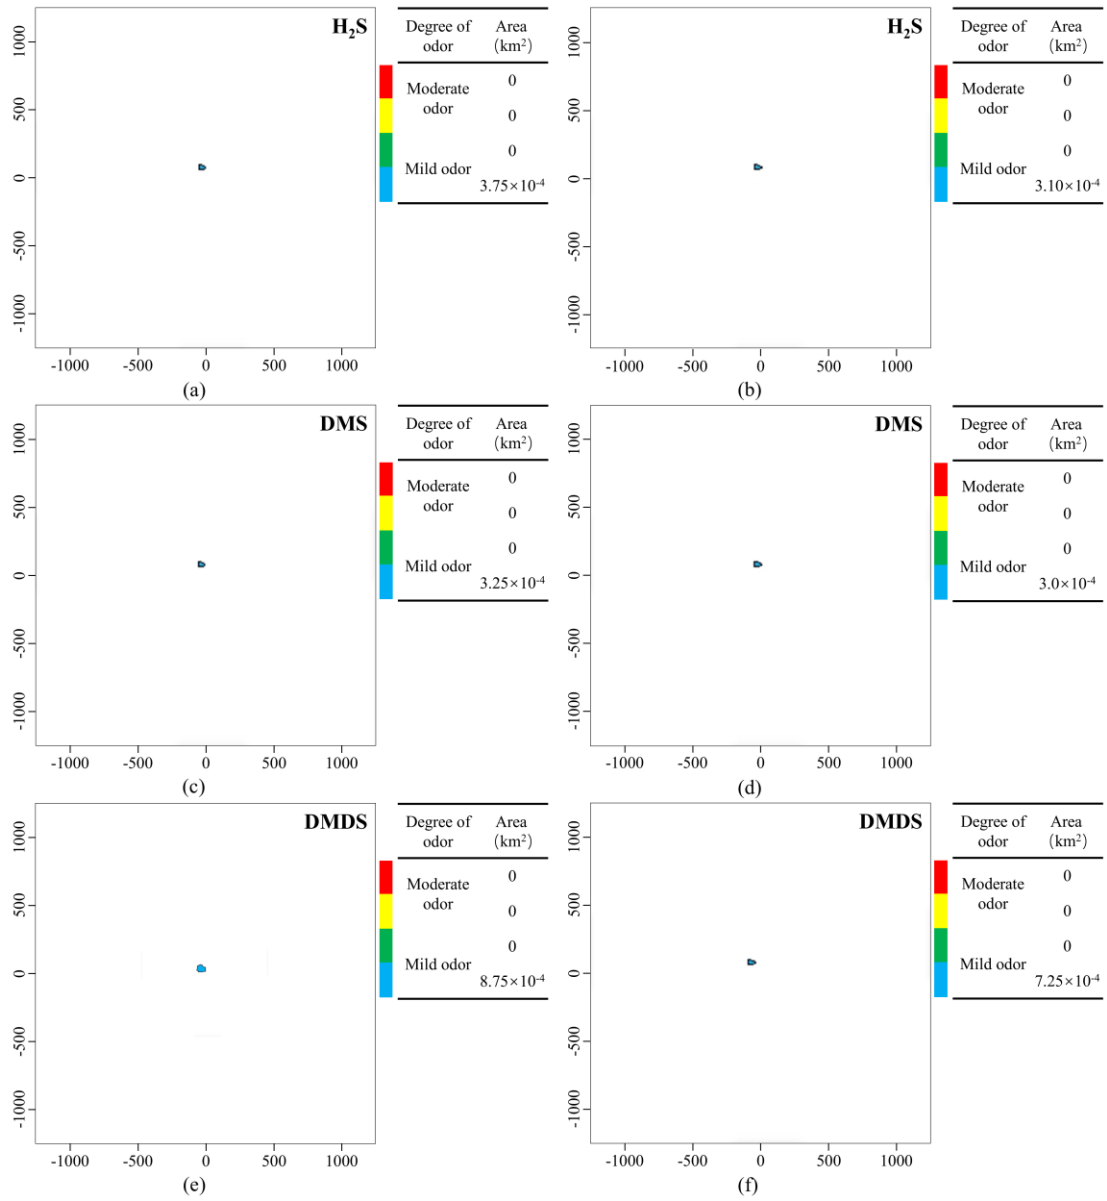 H₂S
Degree of odor
Area (km²)
Moderate odor
0
0
0
Mild odor
3.75×10⁻⁴
1000
500
0
-500
-1000
-1000 -500 0 500 1000
(a)
H₂S
Degree of odor
Area (km²)
Moderate odor
0
0
0
Mild odor
3.10×10⁻⁴
1000
500
0
-500
-1000
-1000 -500 0 500 1000
(b)
DMS
Degree of odor
Area (km²)
Moderate odor
0
0
0
Mild odor
3.25×10⁻⁴
1000
500
0
-500
-1000
-1000 -500 0 500 1000
(c)
DMS
Degree of odor
Area (km²)
Moderate odor
0
0
0
Mild odor
3.0×10⁻⁴
1000
500
0
-500
-1000
-1000 -500 0 500 1000
(d)
DMDS
Degree of odor
Area (km²)
Moderate odor
0
0
0
Mild odor
8.75×10⁻⁴
1000
500
0
-500
-1000
-1000 -500 0 500 1000
(e)
DMDS
Degree of odor
Area (km²)
Moderate odor
0
0
0
Mild odor
7.25×10⁻⁴
1000
500
0
-500
-1000
-1000 -500 0 500 1000
(f)